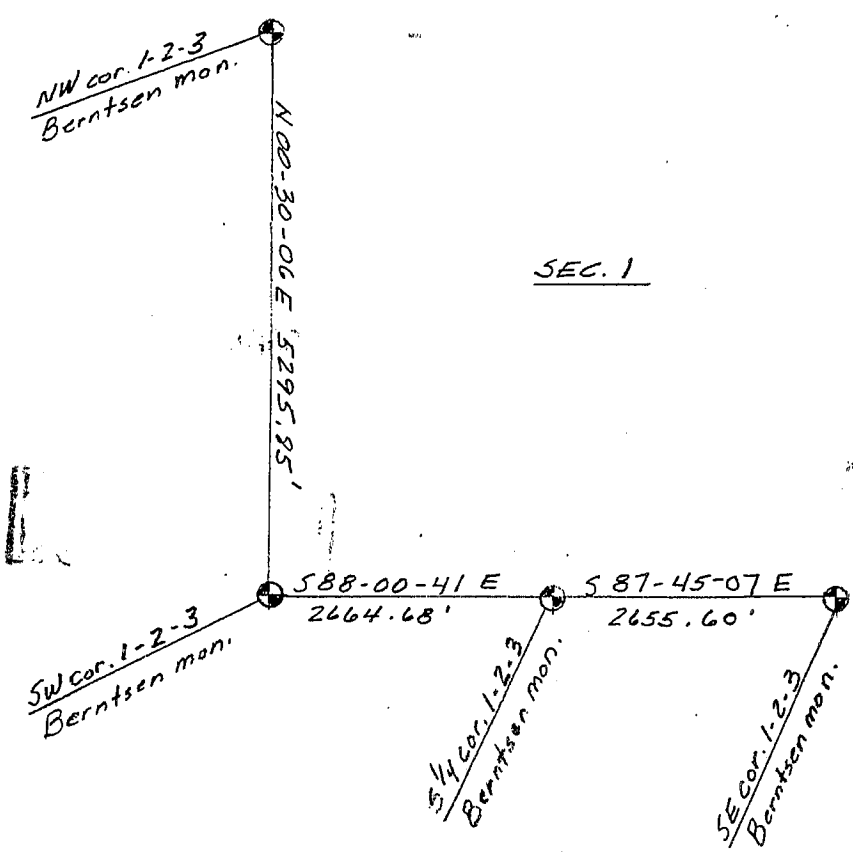 NW cor. 1-2-3
Berntsen mon.
N 00-30-06 E 5295.95'
SEC. 1
S88-00-41 E
2664.68'
S 87-45-07 E
2655.60'
SW cor. 1-2-3
Berntsen mon.
S 1/4 cor. 1-2-3
Berntsen mon.
SE cor. 1-2-3
Berntsen mon.